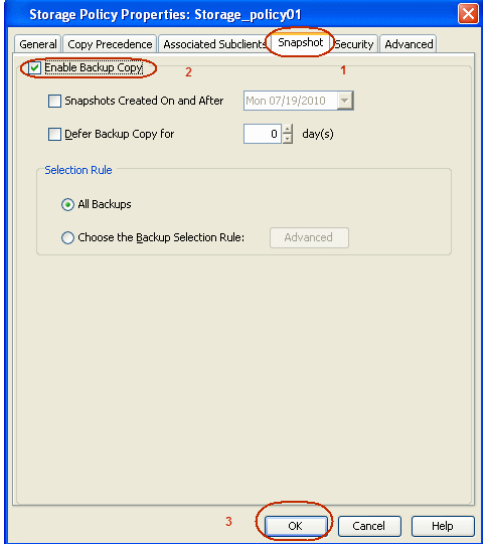 Storage Policy Properties: Storage_policy01
General Copy Precedence Associated Subclients Snapshot Security Advanced
Enable Backup Copy 2 1
Snapshots Created On and After Mon 07/19/2010
Defer Backup Copy for 0 day(s)
Selection Rule
All Backups
Choose the Backup Selection Rule: Advanced
3 OK Cancel Help